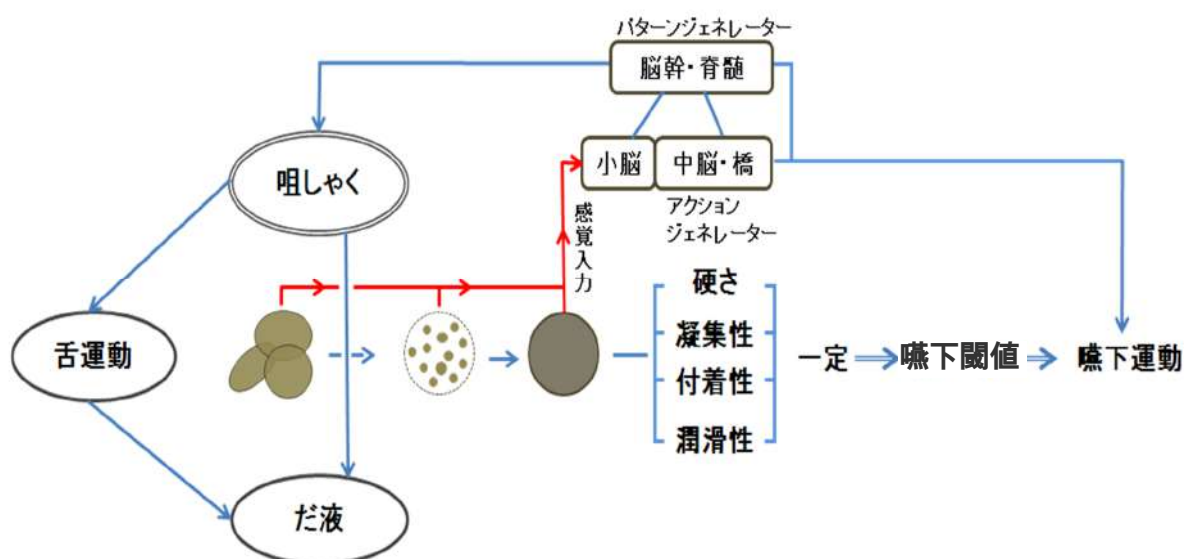 パターンジェネレーター
脳幹・脊髄
小脳
中脳・橋
アクション
ジェネレーター
咀しゃく
感覚入力
舌運動
硬さ
凝集性
付着性
潤滑性
一定
嚥下閾値
嚥下運動
だ液